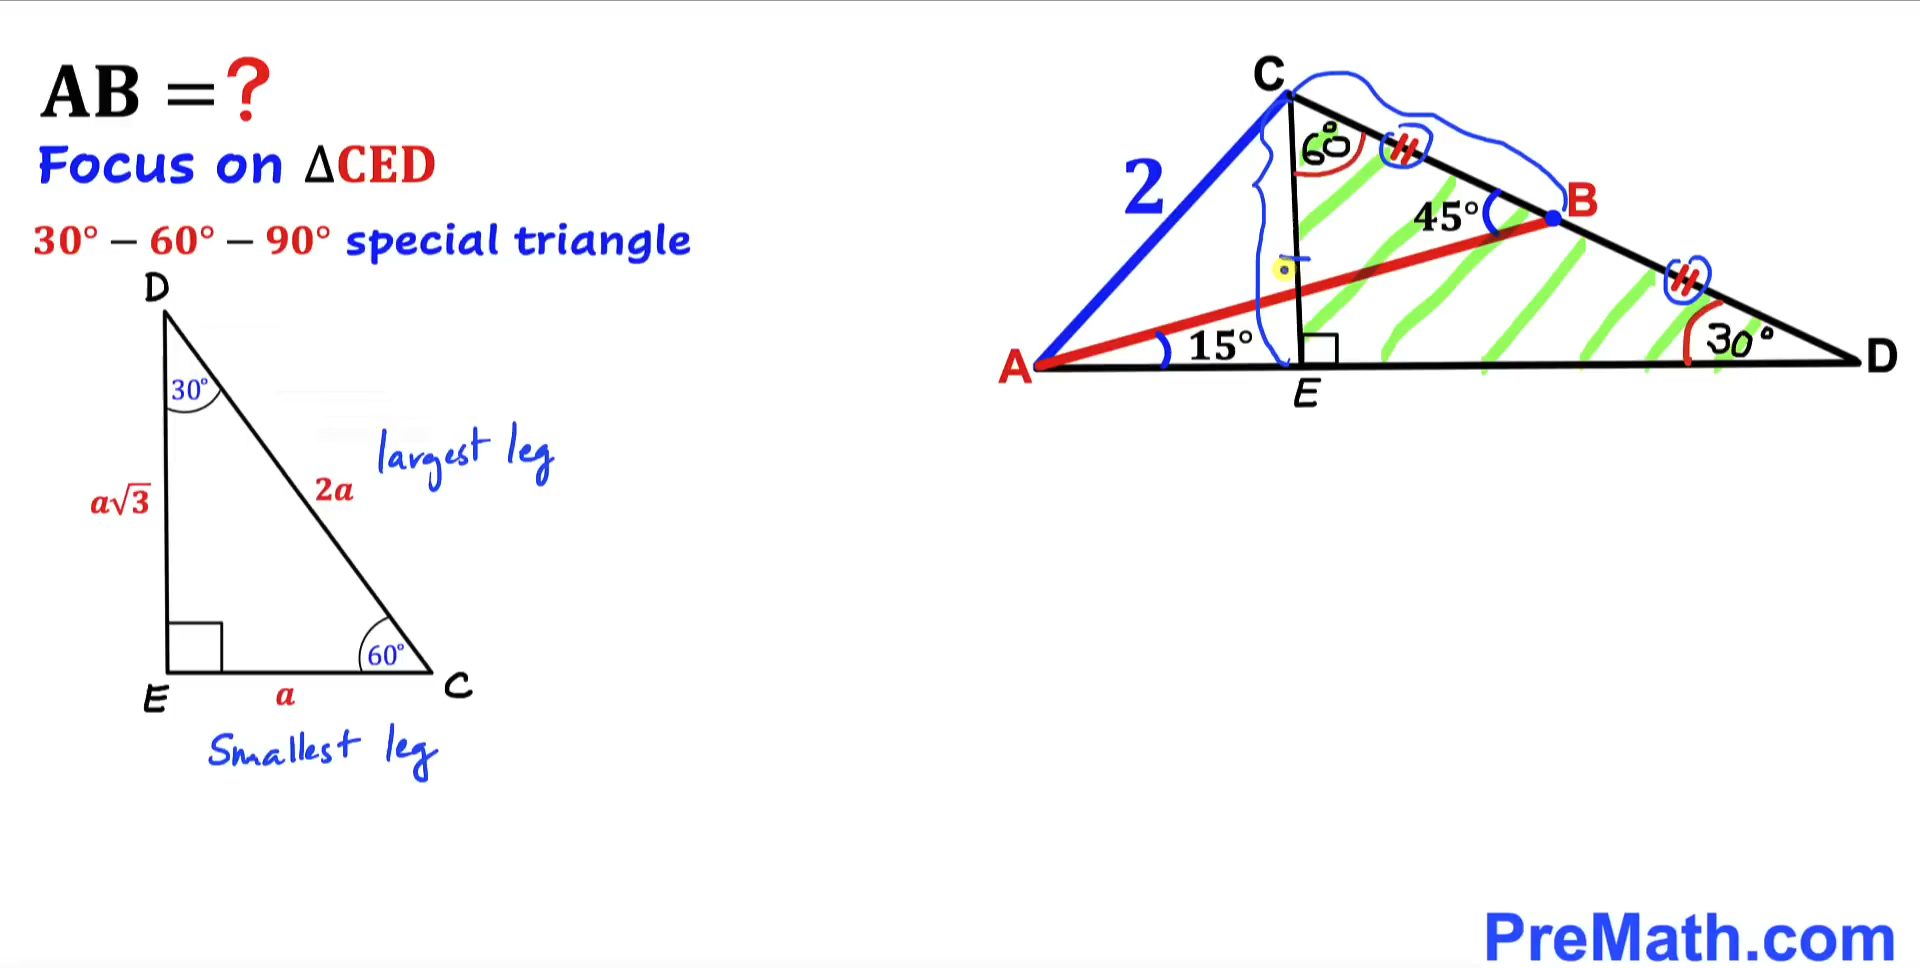 AB = ?
Focus on ΔCED
30° – 60° – 90° special triangle
D
30°
a√3
2a
largest leg
60°
E
a
C
Smallest leg
C
60
2
45°
B
A
15°
30°
D
E
PreMath.com